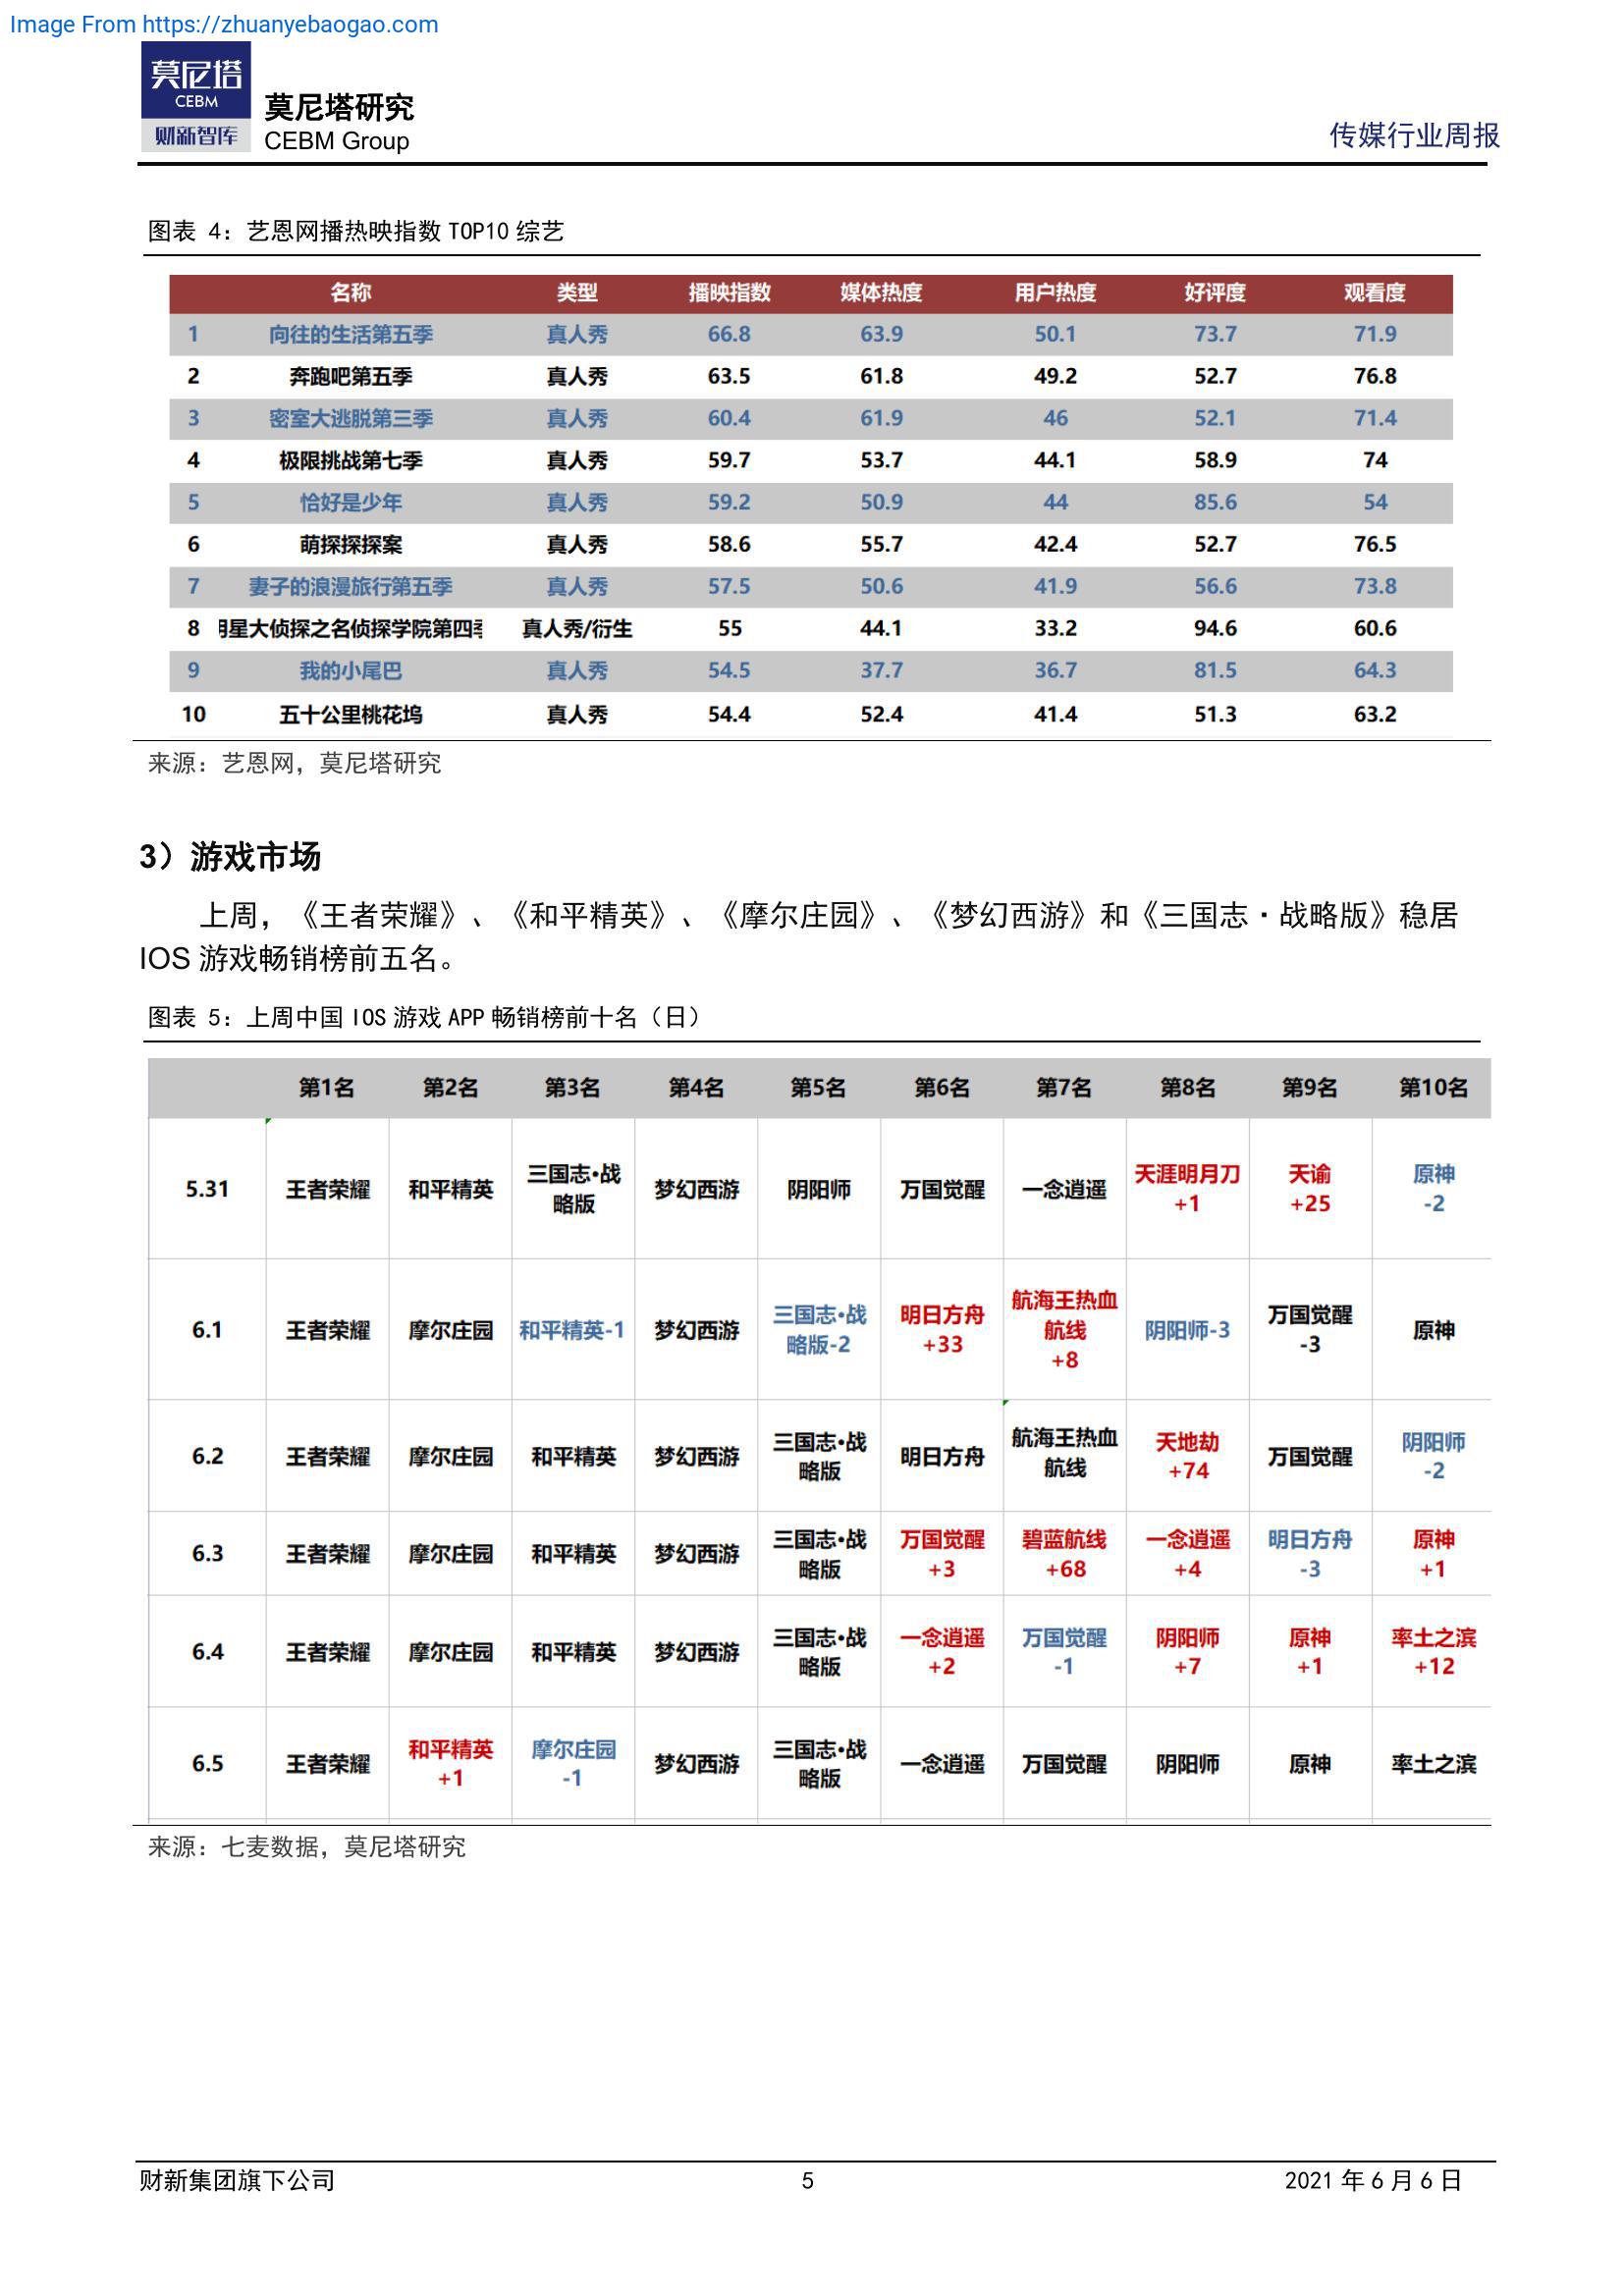 Image From https://zhuanyebaogao.com
莫尼塔
CEBM
财新智库
莫尼塔研究
CEBM Group
传媒行业周报
图表 4：艺恩网播热映指数 TOP10 综艺
名称 类型 播映指数 媒体热度 用户热度 好评度 观看度
1 向往的生活第五季 真人秀 66.8 63.9 50.1 73.7 71.9
2 奔跑吧第五季 真人秀 63.5 61.8 49.2 52.7 76.8
3 密室大逃脱第三季 真人秀 60.4 61.9 46 52.1 71.4
4 极限挑战第七季 真人秀 59.7 53.7 44.1 58.9 74
5 恰好是少年 真人秀 59.2 50.9 44 85.6 54
6 萌探探探案 真人秀 58.6 55.7 42.4 52.7 76.5
7 妻子的浪漫旅行第五季 真人秀 57.5 50.6 41.9 56.6 73.8
8 明星大侦探之名侦探学院第四季 真人秀/衍生 55 44.1 33.2 94.6 60.6
9 我的小尾巴 真人秀 54.5 37.7 36.7 81.5 64.3
10 五十公里桃花坞 真人秀 54.4 52.4 41.4 51.3 63.2
来源：艺恩网，莫尼塔研究
3）游戏市场
上周，《王者荣耀》、《和平精英》、《摩尔庄园》、《梦幻西游》和《三国志·战略版》稳居
IOS 游戏畅销榜前五名。
图表 5：上周中国 IOS 游戏 APP 畅销榜前十名（日）
第1名 第2名 第3名 第4名 第5名 第6名 第7名 第8名 第9名 第10名
5.31 王者荣耀 和平精英 三国志·战略版 梦幻西游 阴阳师 万国觉醒 一念逍遥 天涯明月刀+1 天谕+25 原神-2
6.1 王者荣耀 摩尔庄园 和平精英-1 梦幻西游 三国志·战略版-2 明日方舟+33 航海王热血航线+8 阴阳师-3 万国觉醒-3 原神
6.2 王者荣耀 摩尔庄园 和平精英 梦幻西游 三国志·战略版 明日方舟 航海王热血航线 天地劫+74 万国觉醒 阴阳师-2
6.3 王者荣耀 摩尔庄园 和平精英 梦幻西游 三国志·战略版 万国觉醒+3 碧蓝航线+68 一念逍遥+4 明日方舟-3 原神+1
6.4 王者荣耀 摩尔庄园 和平精英 梦幻西游 三国志·战略版 一念逍遥+2 万国觉醒-1 阴阳师+7 原神+1 率土之滨+12
6.5 王者荣耀 和平精英+1 摩尔庄园-1 梦幻西游 三国志·战略版 一念逍遥 万国觉醒 阴阳师 原神 率土之滨
来源：七麦数据，莫尼塔研究
财新集团旗下公司 5 2021 年 6 月 6 日